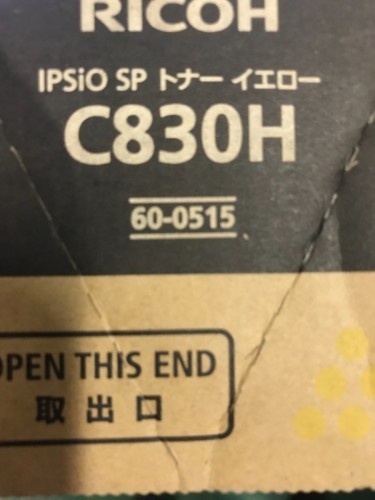 RICOH
IPSiO SP トナー イエロー
C830H
60-0515
OPEN THIS END
取出口